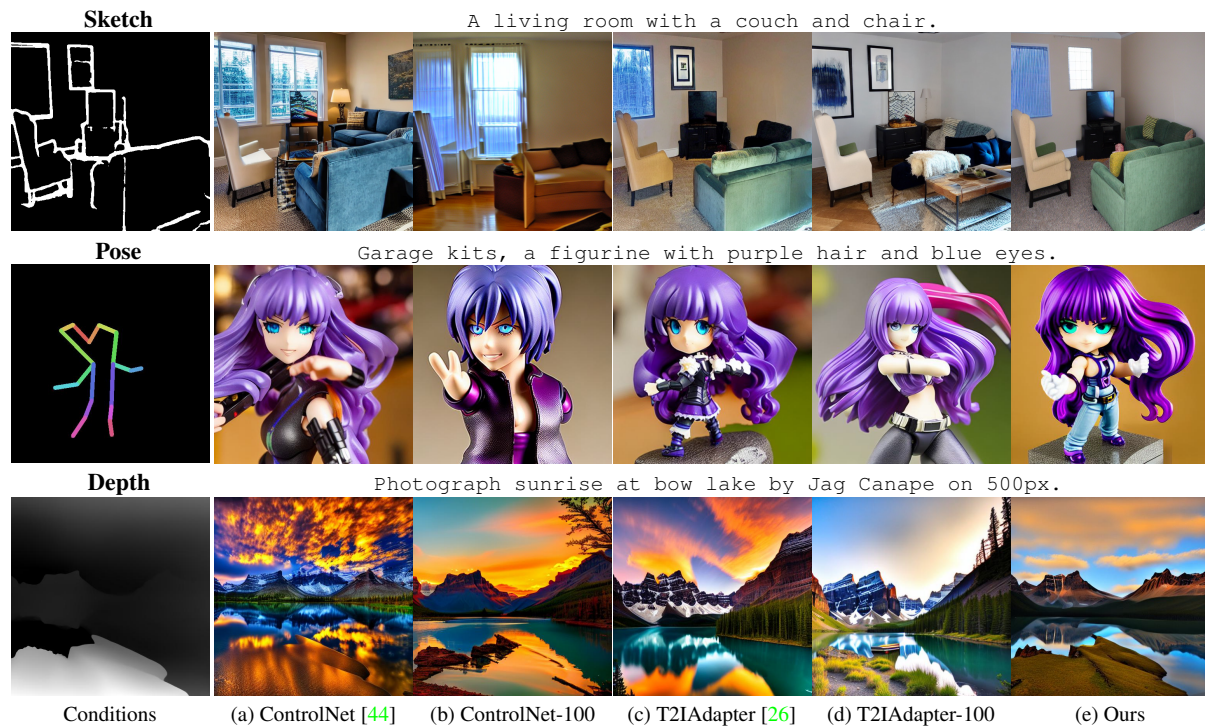 Sketch
A living room with a couch and chair.
Pose
Garage kits, a figurine with purple hair and blue eyes.
Depth
Photograph sunrise at bow lake by Jag Canape on 500px.
Conditions
(a) ControlNet [44]
(b) ControlNet-100
(c) T2IAdapter [26]
(d) T2IAdapter-100
(e) Ours